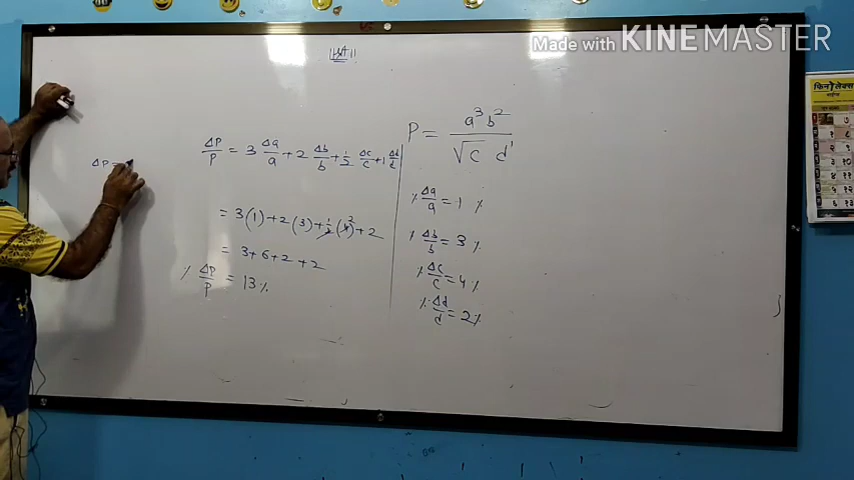 Made with KINEMASTER
P = a³b² / √c d¹
ΔP/P = 3 Δa/a + 2 Δb/b + ½ Δc/c + 1 Δd/d
% Δa/a = 1 %
= 3(1) + 2(3) + ½(4) 2 + 2
% Δb/b = 3 %
= 3 + 6 + 2 + 2
% Δc/c = 4 %
% ΔP/P = 13 %
% Δd/d = 2 %
ΔP =